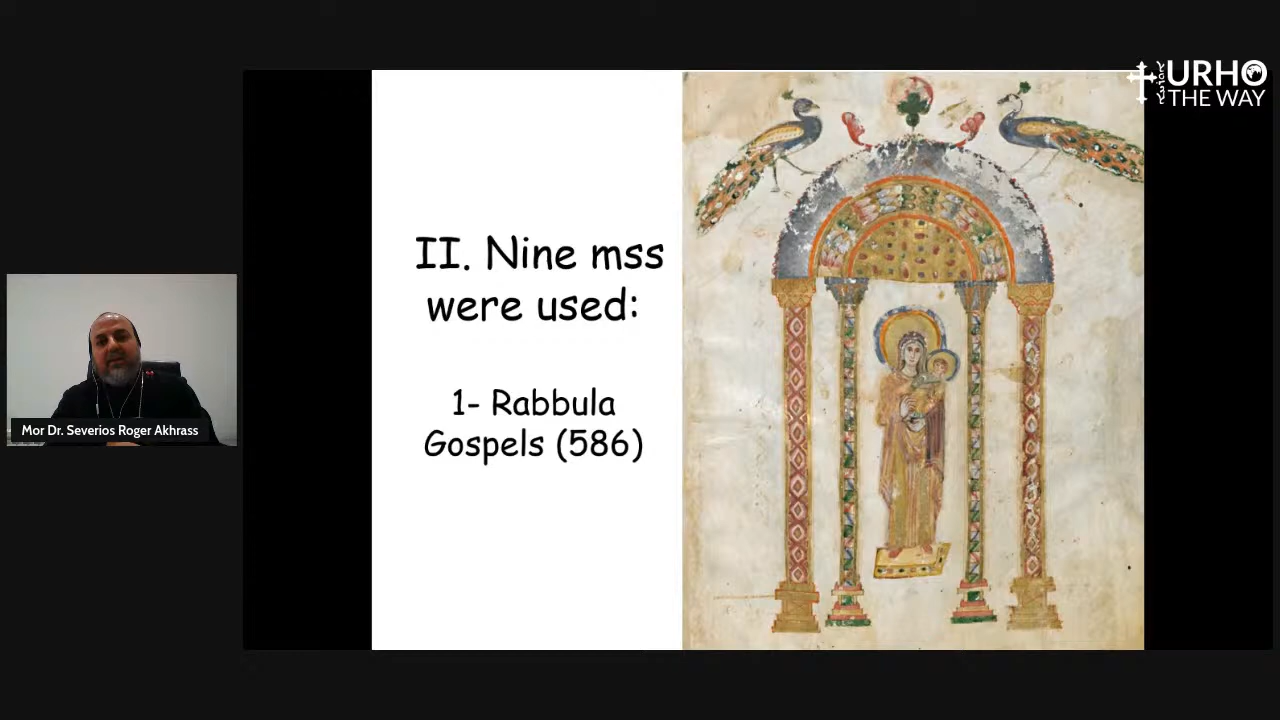 URHO
THE WAY
II. Nine mss
were used:
1- Rabbula
Gospels (586)
Mor Dr. Severios Roger Akhrass